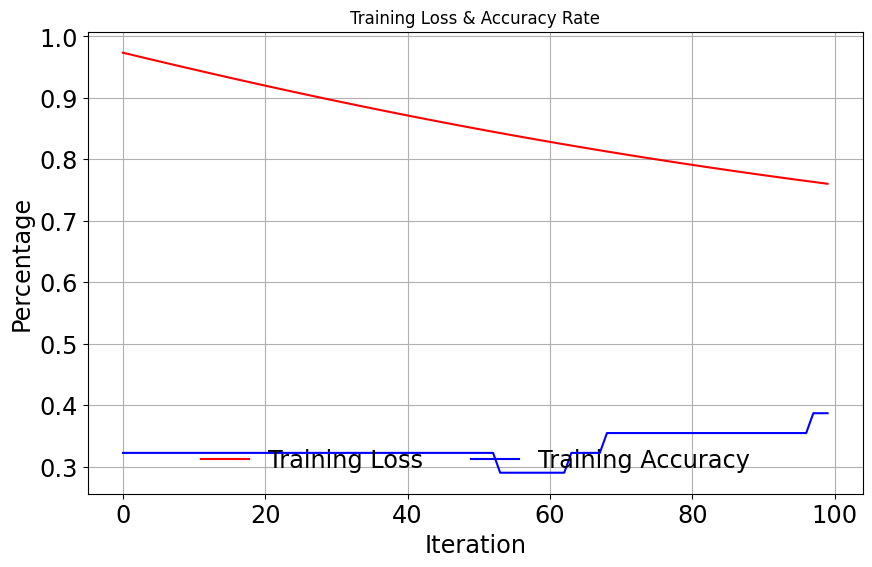 Training Loss & Accuracy Rate
1.0
0.9
0.8
0.7
0.6
0.5
0.4
0.3
Percentage
Training Loss Training Accuracy
0 20 40 60 80 100
Iteration